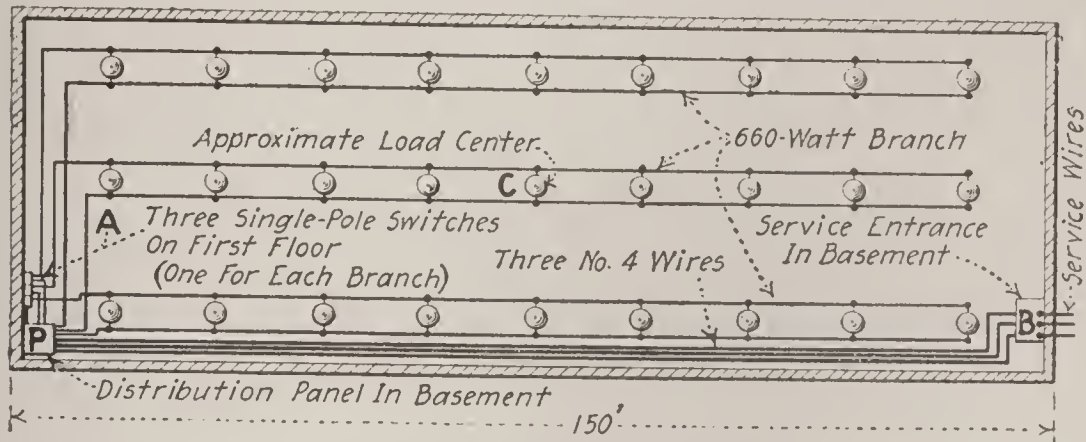 Approximate Load Center
660-Watt Branch
C
A
Three Single-Pole Switches
On First Floor
(One For Each Branch)
Three No. 4 Wires
Service Entrance
In Basement
Service Wires
P
B
Distribution Panel In Basement
150'